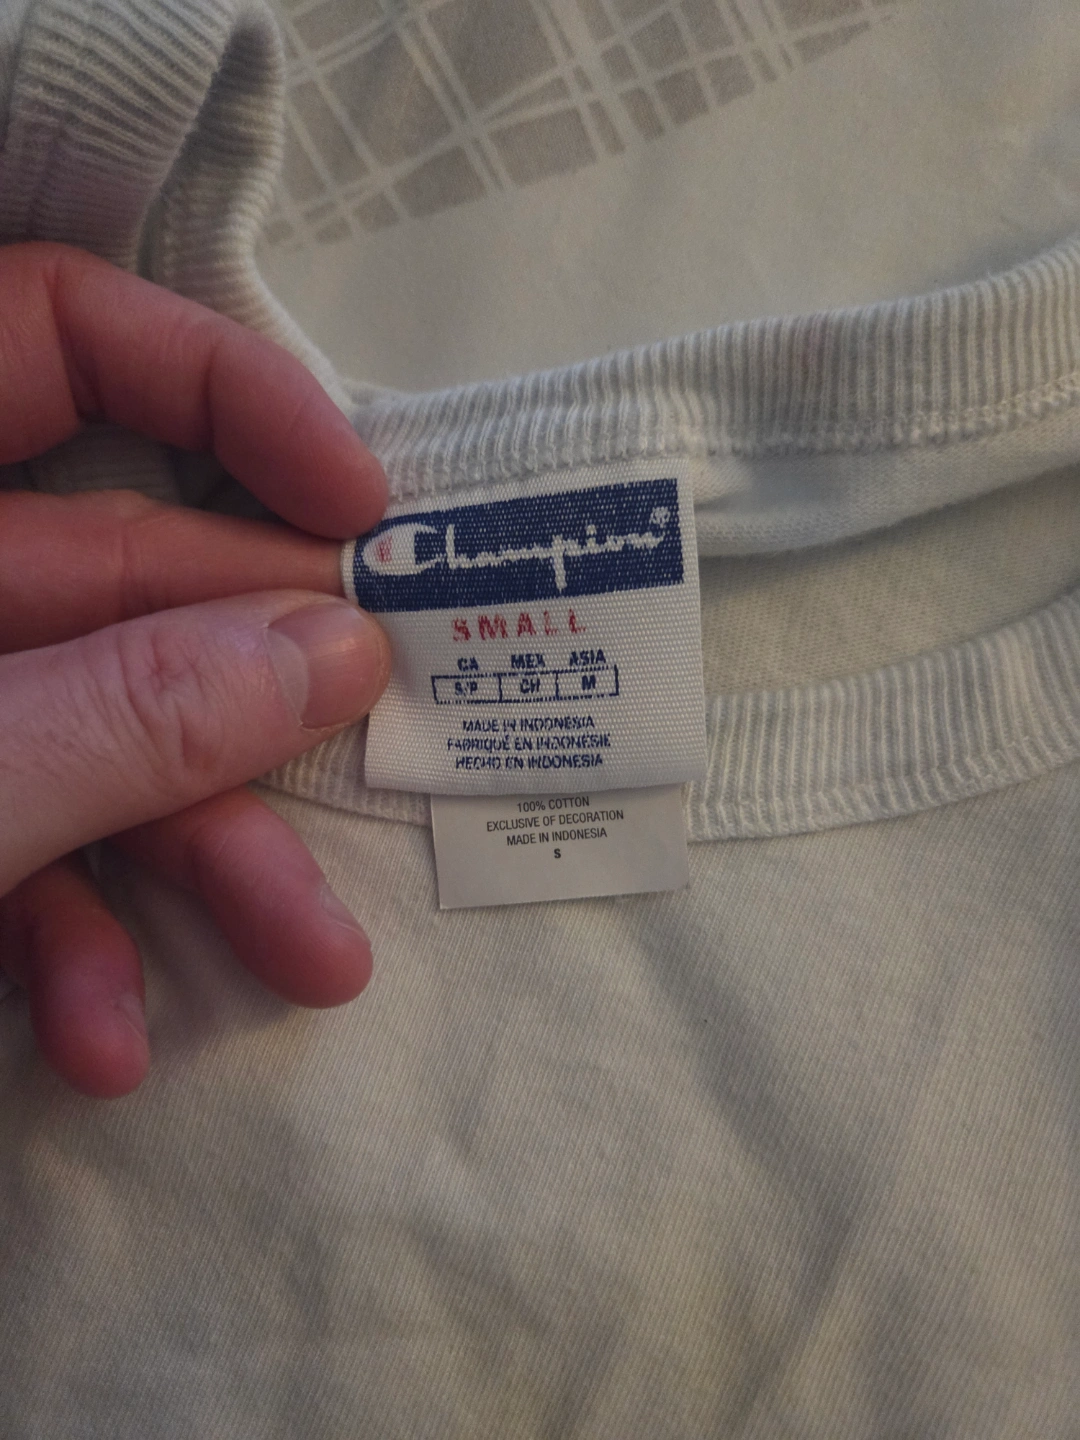 Champion®
SMALL
CA MEX ASIA
S/P CH M
MADE IN INDONESIA
FABRIQUÉ EN INDONÉSIE
HECHO EN INDONESIA
100% COTTON
EXCLUSIVE OF DECORATION
MADE IN INDONESIA
S